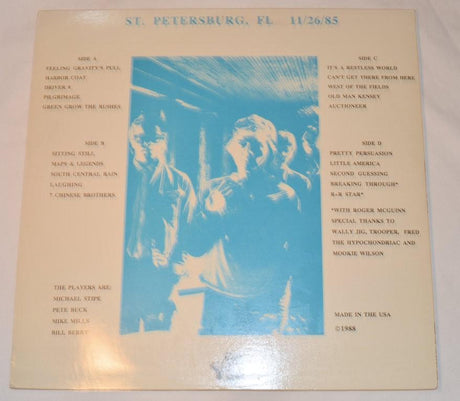 ST. PETERSBURG, FL 11/26/85
SIDE A
FEELING GRAVITY'S PULL
HARBOR COAT
DRIVER 8
PILGRIMAGE
GREEN GROW THE RUSHES
SIDE B
SITTING STILL
MAPS & LEGENDS
SOUTH CENTRAL RAIN
LAUGHING
7 CHINESE BROTHERS
THE PLAYERS ARE:
MICHAEL STIPE
PETE BUCK
MIKE MILLS
BILL BERRY
SIDE C
IT'S A RESTLESS WORLD
CAN'T GET THERE FROM HERE
WEST OF THE FIELDS
OLD MAN KENSEY
AUCTIONEER
SIDE D
PRETTY PERSUASION
LITTLE AMERICA
SECOND GUESSING
BREAKING THROUGH*
R+R STAR*
*WITH ROGER MCGUINN
SPECIAL THANKS TO
WALLY JIG, TROOPER, FRED
THE HYPOCHONDRIAC AND
MOOKIE WILSON
MADE IN THE USA
©1988